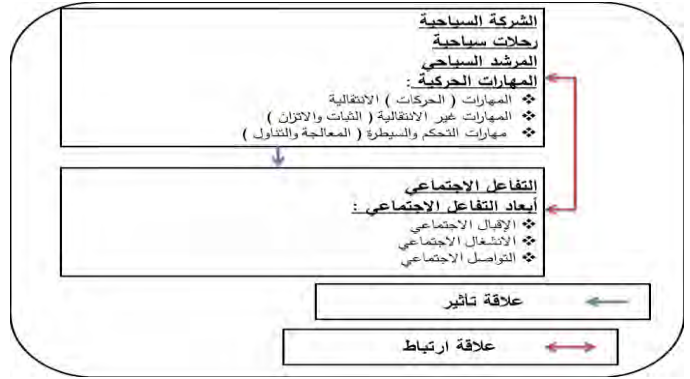 الشركة السياحية
رحلات سياحية
المرشد السياحي
المهارات الحركية :
❖ المهارات ( الحركات ) الانتقالية
❖ المهارات غير الانتقالية ( الثبات والاتزان )
❖ مهارات التحكم والسيطرة ( المعالجة والتناول )
التفاعل الاجتماعي
أبعاد التفاعل الاجتماعي :
❖ الإقبال الاجتماعي
❖ الانشغال الاجتماعي
❖ التواصل الاجتماعي
علاقة تأثير
علاقة ارتباط